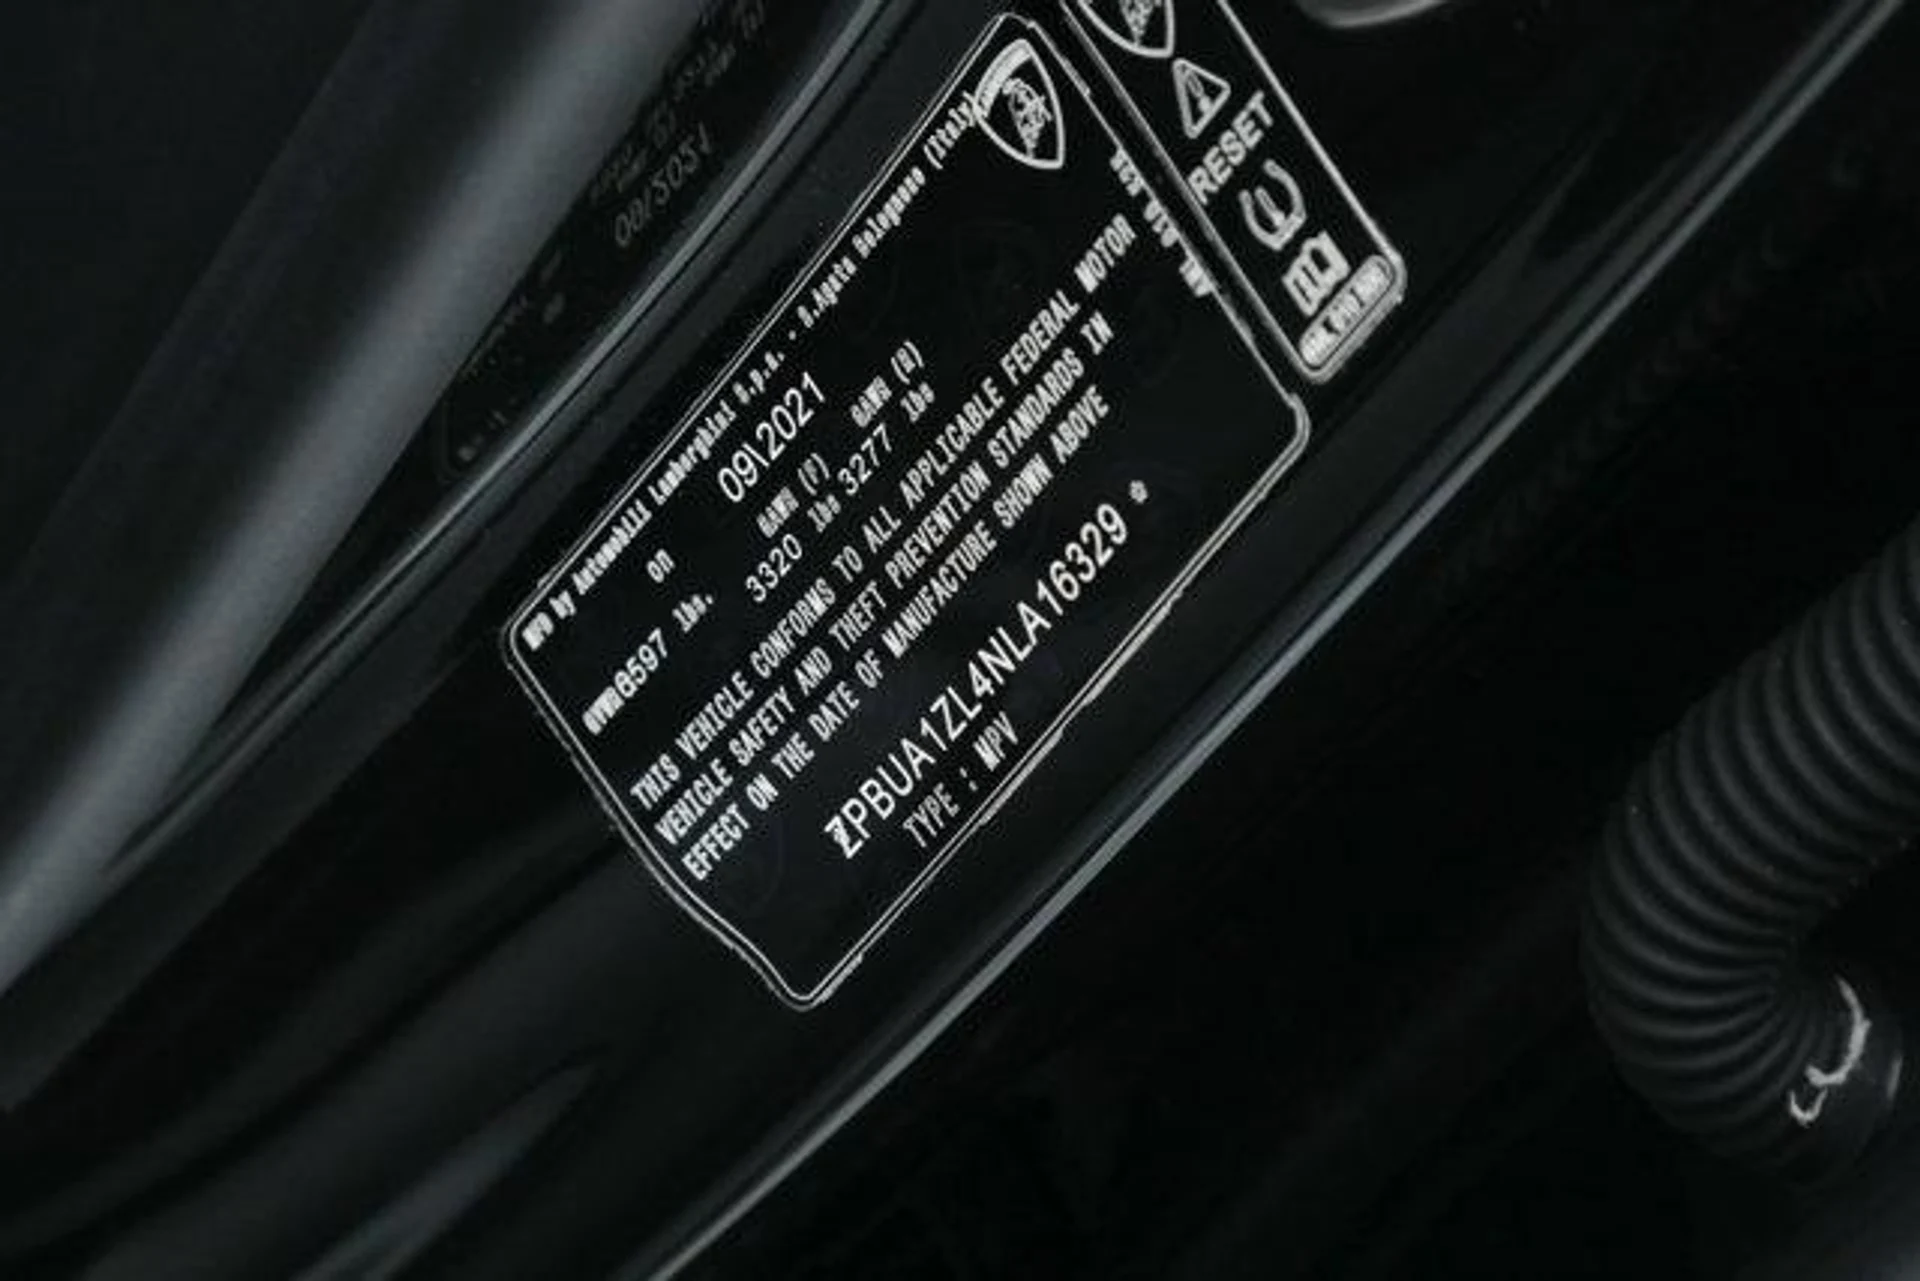 MFD by Automobili Lamborghini S.p.A. - S.Agata Bolognese (Italy)
on 09\2021
GAWR (F) GAWR (R)
GVWR6597 lbs. 3320 lbs 3277 lbs
THIS VEHICLE CONFORMS TO ALL APPLICABLE FEDERAL MOTOR
VEHICLE SAFETY AND THEFT PREVENTION STANDARDS IN
EFFECT ON THE DATE OF MANUFACTURE SHOWN ABOVE
ZPBUA1ZL4NLA16329
TYPE : MPV
RESET